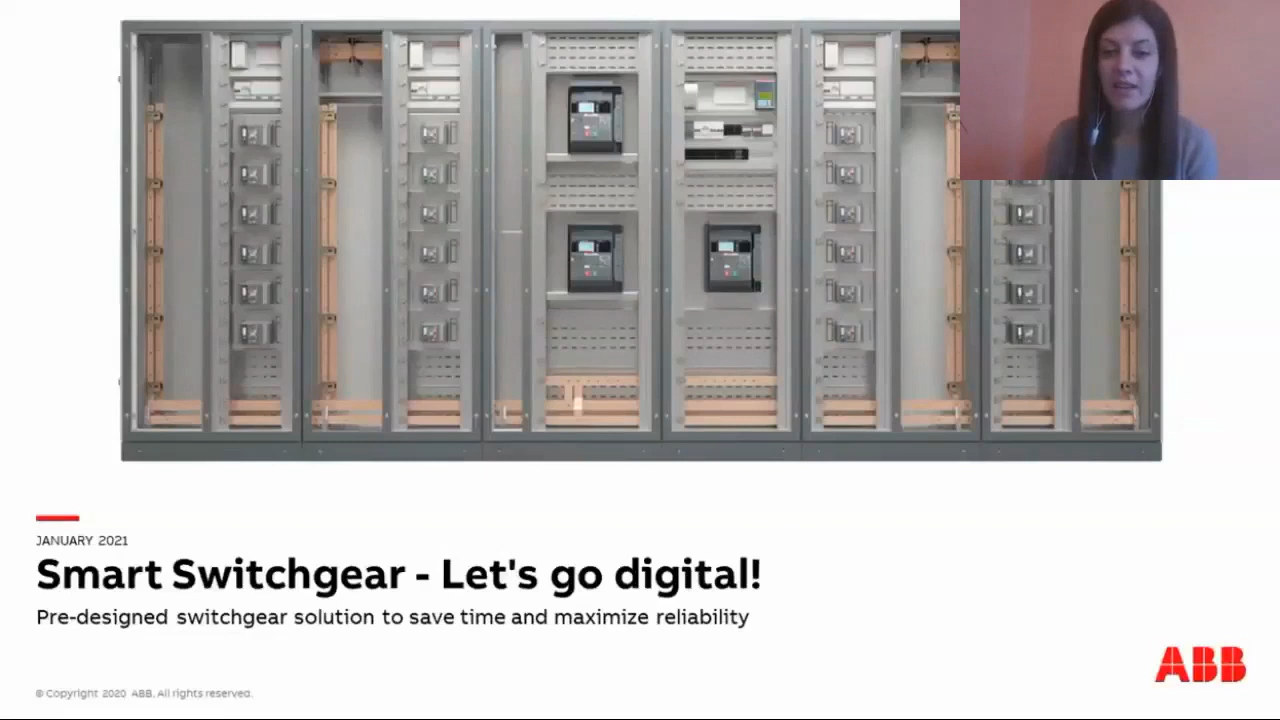 JANUARY 2021
Smart Switchgear - Let's go digital!
Pre-designed switchgear solution to save time and maximize reliability
ABB
© Copyright 2020 ABB. All rights reserved.